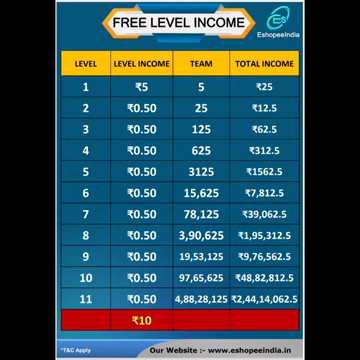 FREE LEVEL INCOME
Es
EshopeeIndia
LEVEL LEVEL INCOME TEAM TOTAL INCOME
1 ₹5 5 ₹25
2 ₹0.50 25 ₹12.5
3 ₹0.50 125 ₹62.5
4 ₹0.50 625 ₹312.5
5 ₹0.50 3125 ₹1562.5
6 ₹0.50 15,625 ₹7,812.5
7 ₹0.50 78,125 ₹39,062.5
8 ₹0.50 3,90,625 ₹1,95,312.5
9 ₹0.50 19,53,125 ₹9,76,562.5
10 ₹0.50 97,65,625 ₹48,82,812.5
11 ₹0.50 4,88,28,125 ₹2,44,14,062.5
₹10
*T&C Apply
Our Website :- www.eshopeeindia.in